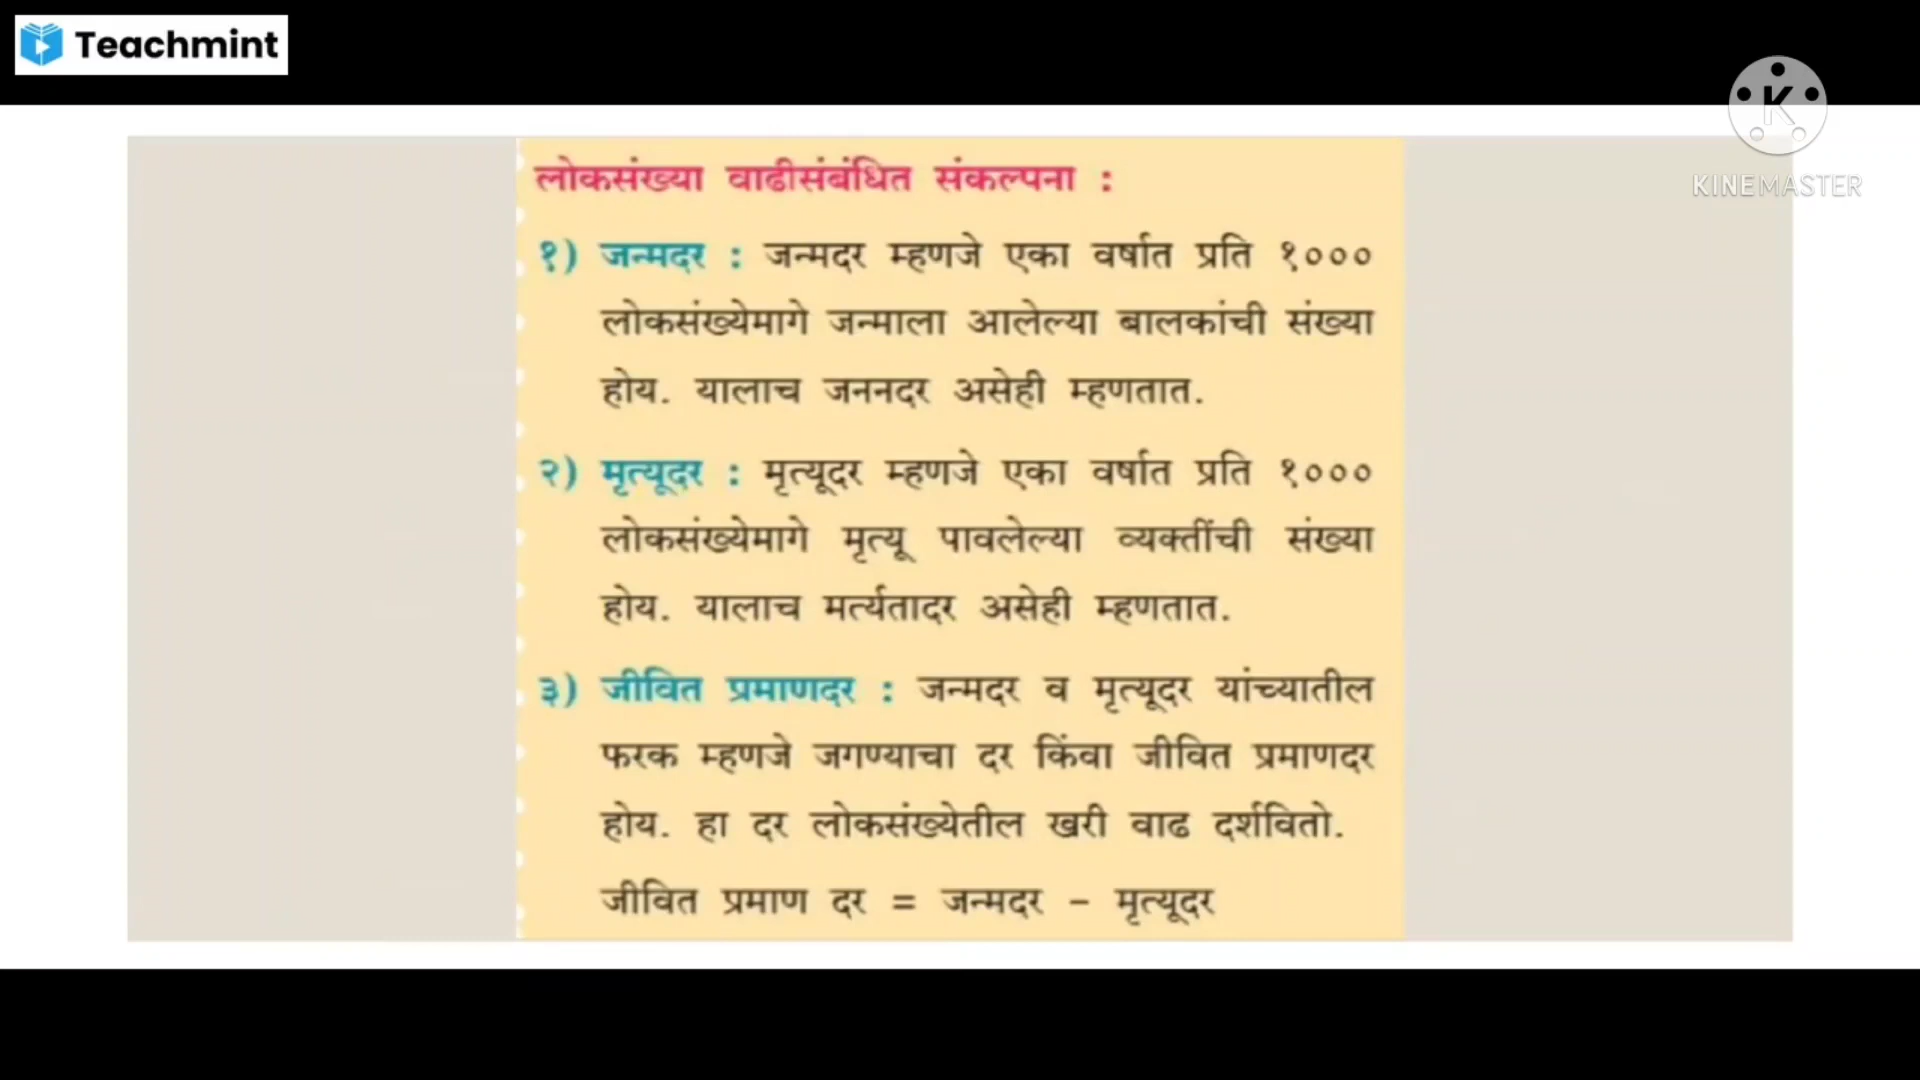 Teachmint
KINEMASTER
लोकसंख्या वाढीसंबंधित संकल्पना :
१) जन्मदर : जन्मदर म्हणजे एका वर्षात प्रति १०००
लोकसंख्येमागे जन्माला आलेल्या बालकांची संख्या
होय. यालाच जननदर असेही म्हणतात.
२) मृत्यूदर : मृत्यूदर म्हणजे एका वर्षात प्रति १०००
लोकसंख्येमागे मृत्यू पावलेल्या व्यक्तींची संख्या
होय. यालाच मर्त्यतादर असेही म्हणतात.
३) जीवित प्रमाणदर : जन्मदर व मृत्यूदर यांच्यातील
फरक म्हणजे जगण्याचा दर किंवा जीवित प्रमाणदर
होय. हा दर लोकसंख्येतील खरी वाढ दर्शवितो.
जीवित प्रमाण दर = जन्मदर – मृत्यूदर